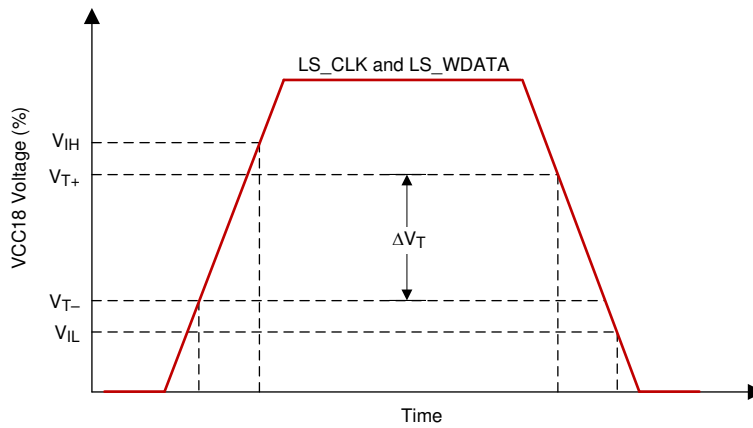 LS_CLK and LS_WDATA
VCC18 Voltage (%)
VIH
VT+
ΔVT
VT–
VIL
Time